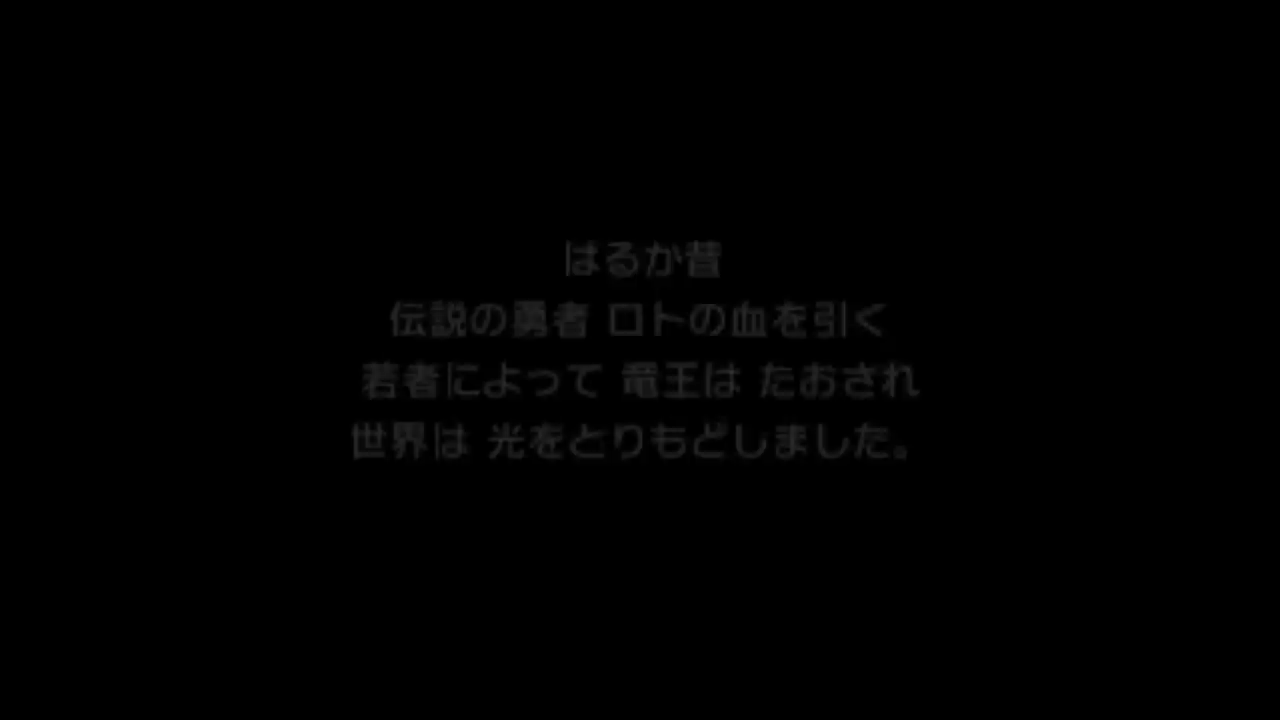 はるか昔
伝説の勇者 ロトの血を引く
若者によって 竜王は たおされ
世界は 光をとりもどしました。